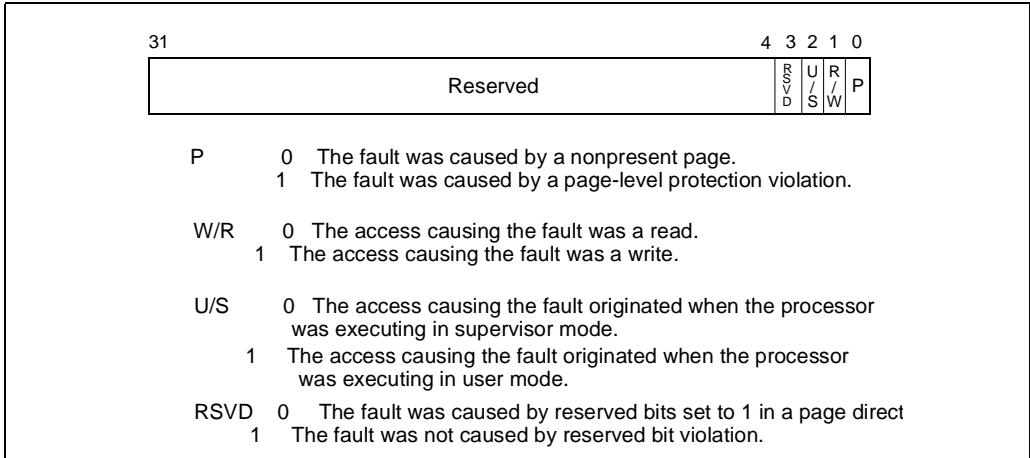 31 4 3 2 1 0
Reserved RSVD U/S R/W P
P 0 The fault was caused by a nonpresent page.
1 The fault was caused by a page-level protection violation.
W/R 0 The access causing the fault was a read.
1 The access causing the fault was a write.
U/S 0 The access causing the fault originated when the processor
was executing in supervisor mode.
1 The access causing the fault originated when the processor
was executing in user mode.
RSVD 0 The fault was caused by reserved bits set to 1 in a page direct
1 The fault was not caused by reserved bit violation.